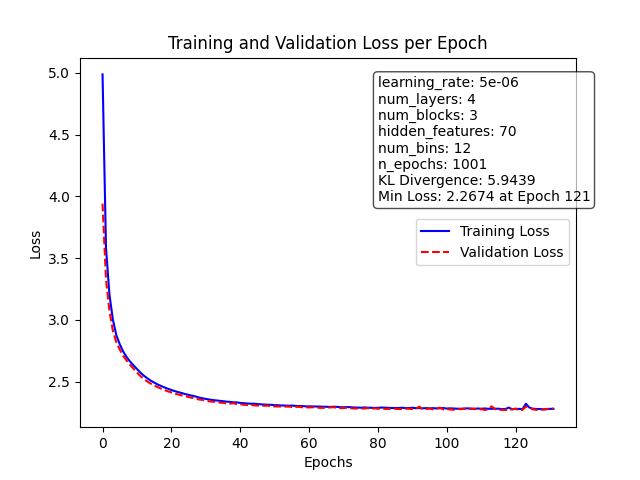 Training and Validation Loss per Epoch
5.0
4.5
4.0
3.5
3.0
2.5
Loss
learning_rate: 5e-06
num_layers: 4
num_blocks: 3
hidden_features: 70
num_bins: 12
n_epochs: 1001
KL Divergence: 5.9439
Min Loss: 2.2674 at Epoch 121
Training Loss
Validation Loss
0 20 40 60 80 100 120
Epochs